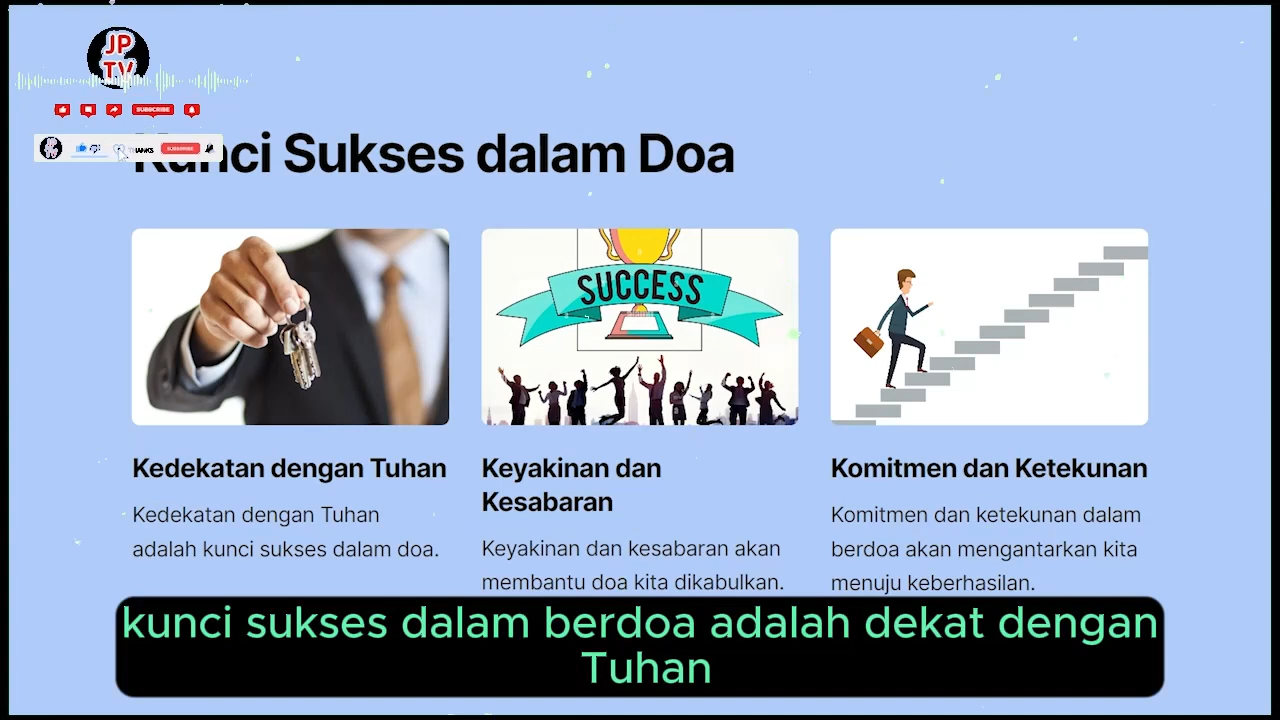 JP
TV
SUBSCRIBE
THANKS
SUBSCRIBE
Kunci Sukses dalam Doa
SUCCESS
Kedekatan dengan Tuhan
Kedekatan dengan Tuhan
adalah kunci sukses dalam doa.
Keyakinan dan
Kesabaran
Keyakinan dan kesabaran akan
membantu doa kita dikabulkan.
Komitmen dan Ketekunan
Komitmen dan ketekunan dalam
berdoa akan mengantarkan kita
menuju keberhasilan.
kunci sukses dalam berdoa adalah dekat dengan
Tuhan